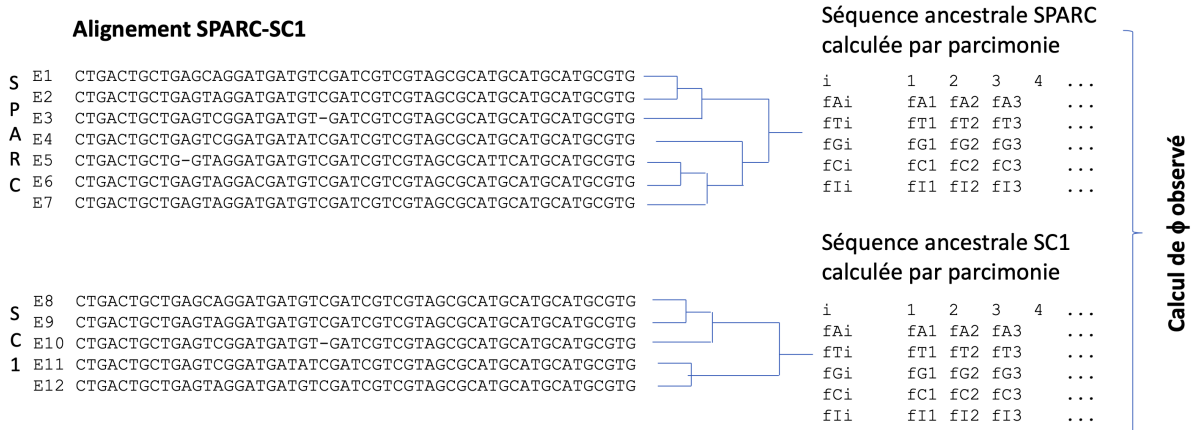 Alignement SPARC-SC1
SPARC
E1 CTGACTGCTGAGCAGGATGATGTCGATCGTCGTAGCGCATGCATGCATGCGTG
E2 CTGACTGCTGAGTAGGATGATGTCGATCGTCGTAGCGCATGCATGCATGCGTG
E3 CTGACTGCTGAGTCGGATGATGT-GATCGTCGTAGCGCATGCATGCATGCGTG
E4 CTGACTGCTGAGTCGGATGATATCGATCGTCGTAGCGCATGCATGCATGCGTG
E5 CTGACTGCTG-GTAGGATGATGTCGATCGTCGTAGCGCATTCATGCATGCGTG
E6 CTGACTGCTGAGTAGGACGATGTCGATCGTCGTAGCGCATGCATGCATGCGTG
E7 CTGACTGCTGAGTAGGATGATGTCGATCGTCGTAGCGCATGCATGCATGCGTG
Séquence ancestrale SPARC
calculée par parcimonie
i 1 2 3 4 ...
fAi fA1 fA2 fA3 ...
fTi fT1 fT2 fT3 ...
fGi fG1 fG2 fG3 ...
fCi fC1 fC2 fC3 ...
fIi fI1 fI2 fI3 ...
SC1
E8 CTGACTGCTGAGCAGGATGATGTCGATCGTCGTAGCGCATGCATGCATGCGTG
E9 CTGACTGCTGAGTAGGATGATGTCGATCGTCGTAGCGCATGCATGCATGCGTG
E10 CTGACTGCTGAGTCGGATGATGT-GATCGTCGTAGCGCATGCATGCATGCGTG
E11 CTGACTGCTGAGTCGGATGATATCGATCGTCGTAGCGCATGCATGCATGCGTG
E12 CTGACTGCTGAGTAGGATGATGTCGATCGTCGTAGCGCATGCATGCATGCGTG
Séquence ancestrale SC1
calculée par parcimonie
i 1 2 3 4 ...
fAi fA1 fA2 fA3 ...
fTi fT1 fT2 fT3 ...
fGi fG1 fG2 fG3 ...
fCi fC1 fC2 fC3 ...
fIi fI1 fI2 fI3 ...
Calcul de ϕ observé